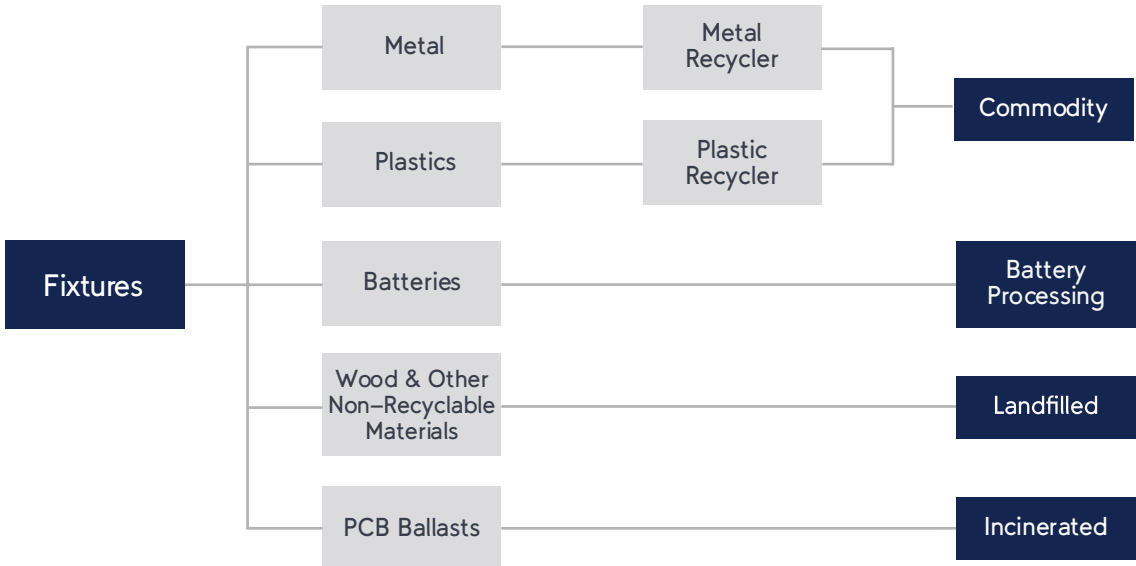 Metal
Metal
Recycler
Commodity
Plastics
Plastic
Recycler
Fixtures
Batteries
Battery
Processing
Wood & Other
Non–Recyclable
Materials
Landfilled
PCB Ballasts
Incinerated